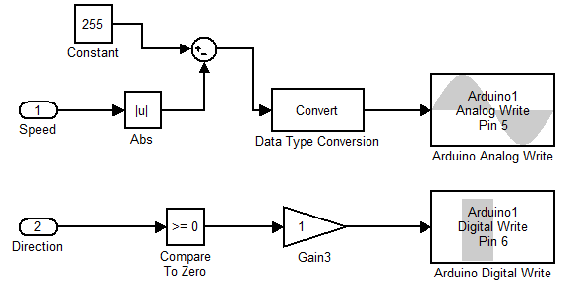 255
Constant
+
-
1
Speed
|u|
Abs
Convert
Data Type Conversion
Arduino1
Analog Write
Pin 5
Arduino Analog Write
2
Direction
>= 0
Compare
To Zero
1
Gain3
Arduino1
Digital Write
Pin 6
Arduino Digital Write